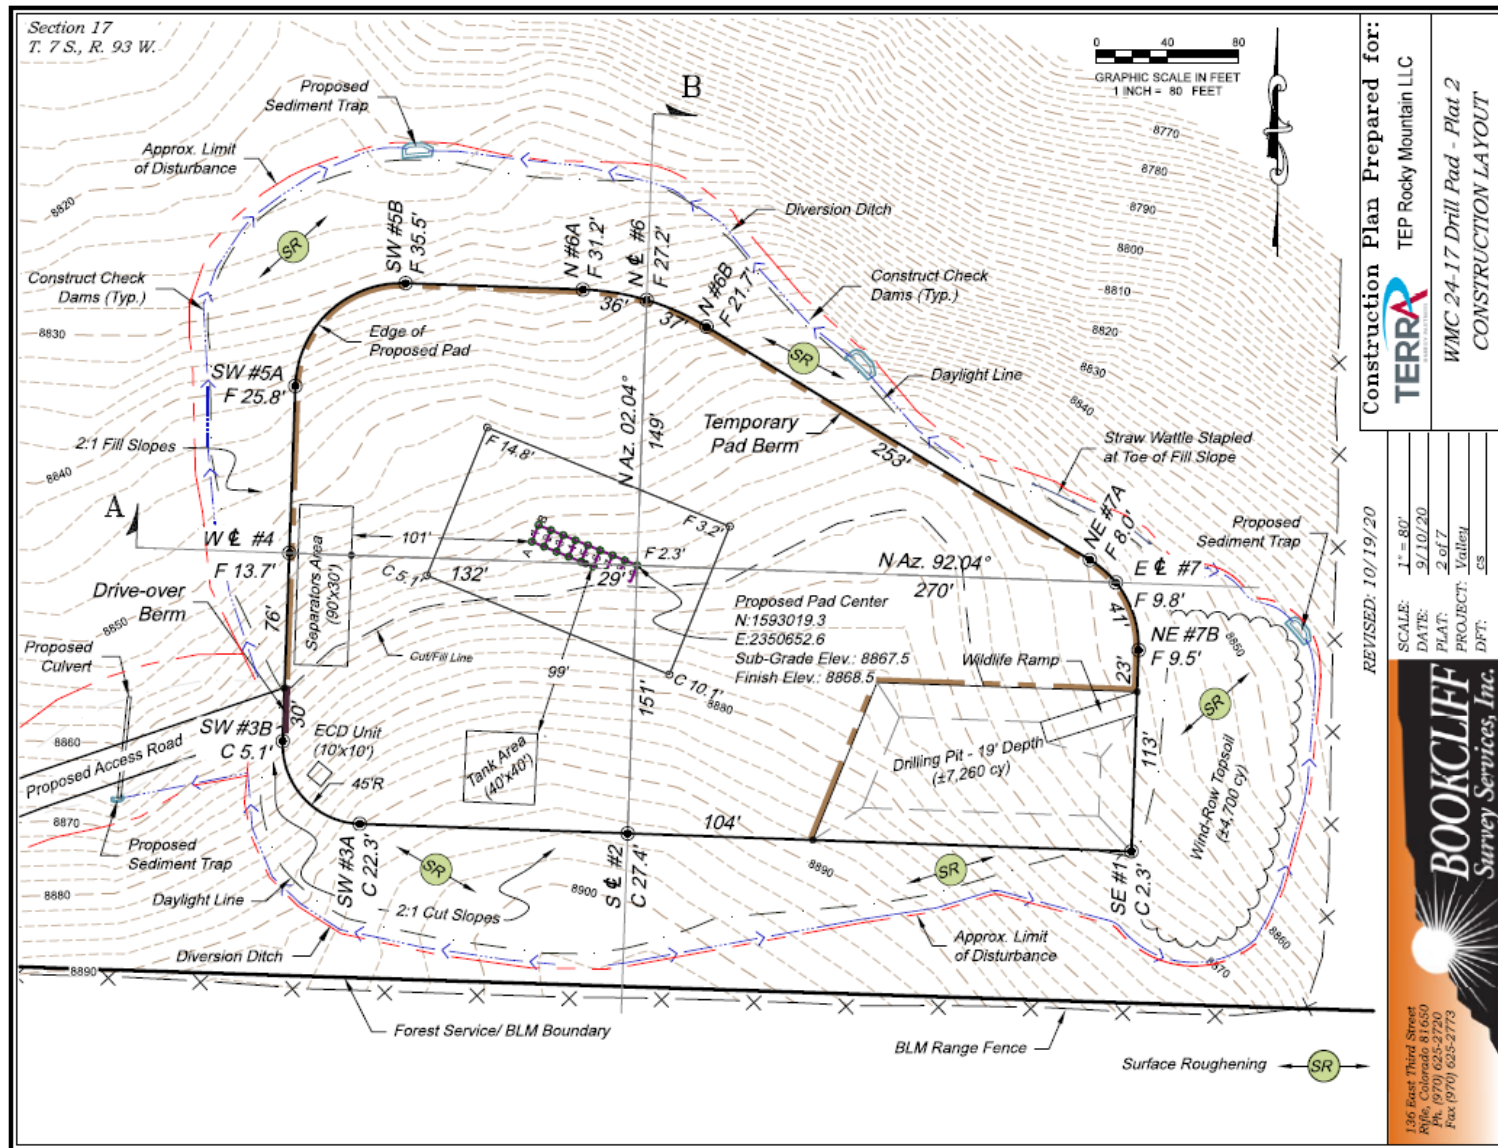 Section 17
T. 7 S., R. 93 W.
Proposed
Sediment Trap
Approx. Limit
of Disturbance
B
0
40
80
GRAPHIC SCALE IN FEET
1 INCH = 80 FEET
8770
8780
8790
8800
8810
8820
8830
8840
8820
8830
8840
8850
8860
8870
8880
8890
Diversion Ditch
Construct Check
Dams (Typ.)
Construct Check
Dams (Typ.)
SR
SW #5B
F 35.5'
N #6A
F 31.2'
N ℄ #6
F 27.2'
N #6B
F 21.7'
36'
37'
Edge of
Proposed Pad
SR
Daylight Line
SW #5A
F 25.8'
2:1 Fill Slopes
F 14.8'
N Az. 02.04°
149'
Temporary
Pad Berm
253'
Straw Wattle Stapled
at Toe of Fill Slope
A
W ℄ #4
F 13.7'
Separators Area
(90'x30')
101'
B
A
F 3.2'
F 2.3'
C 5.1'
132'
29'
N Az. 92.04°
270'
NE #7A
F 8.0'
E ℄ #7
F 9.8'
Proposed
Sediment Trap
41'
NE #7B
F 9.5'
23'
8850
Drive-over
Berm
76'
Cut/Fill Line
Proposed Pad Center
N:1593019.3
E:2350652.6
Sub-Grade Elev.: 8867.5
Finish Elev.: 8868.5
Wildlife Ramp
Proposed
Culvert
99'
C 10.1'
8880
151'
SR
SW #3B
C 5.1'
30'
ECD Unit
(10'x10')
45'R
Tank Area
(40'x40')
Drilling Pit - 19' Depth
(±7,260 cy)
113'
Wind-Row Topsoil
(±4,700 cy)
Proposed Access Road
Proposed
Sediment Trap
Daylight Line
SW #3A
C 22.3'
SR
2:1 Cut Slopes
8900
S ℄ #2
C 27.4'
104'
8890
SR
SE #1
C 2.3'
8860
8870
Diversion Ditch
Approx. Limit
of Disturbance
Forest Service/ BLM Boundary
BLM Range Fence
Surface Roughening
SR
Construction Plan Prepared for:
TERRA
TEP Rocky Mountain LLC
WMC 24-17 Drill Pad - Plat 2
CONSTRUCTION LAYOUT
REVISED: 10/19/20
SCALE: 1" = 80'
DATE: 9/10/20
PLAT: 2 of 7
PROJECT: Valley
DFT: cs
BOOKCLIFF
Survey Services, Inc.
136 East Third Street
Rifle, Colorado 81650
Ph. (970) 625-2720
Fax (970) 625-2773